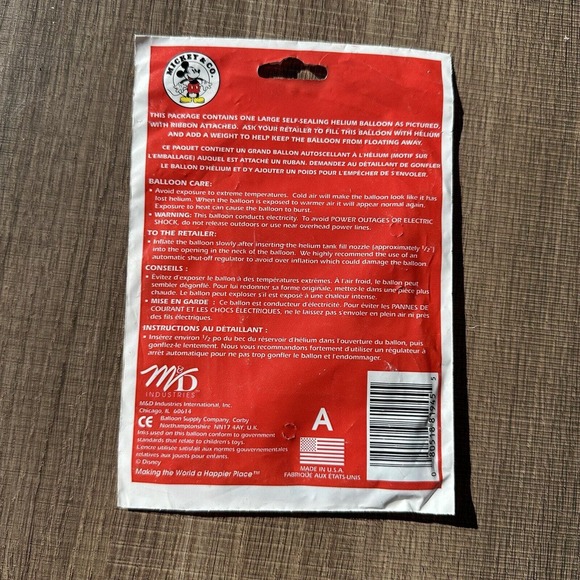 MICKEY & CO.
THIS PACKAGE CONTAINS ONE LARGE SELF-SEALING HELIUM BALLOON AS PICTURED,
WITH RIBBON ATTACHED. ASK YOUR RETAILER TO FILL THIS BALLOON WITH HELIUM
AND ADD A WEIGHT TO HELP KEEP THE BALLOON FROM FLOATING AWAY.
CE PAQUET CONTIENT UN GRAND BALLON AUTOSCELLANT À L'HÉLIUM (MOTIF SUR
L'EMBALLAGE) AUQUEL EST ATTACHÉ UN RUBAN. DEMANDEZ AU DÉTAILLANT DE GONFLER
LE BALLON D'HÉLIUM ET D'Y AJOUTER UN POIDS POUR L'EMPÊCHER DE S'ENVOLER.
BALLOON CARE:
• Avoid exposure to extreme temperatures. Cold air will make the balloon look like it has
lost helium. When the balloon is exposed to warmer air it will appear normal again.
Exposure to heat can cause the balloon to burst.
• WARNING: This balloon conducts electricity. To avoid POWER OUTAGES OR ELECTRIC
SHOCK, do not release outdoors or use near overhead power lines.
TO THE RETAILER:
• Inflate the balloon slowly after inserting the helium tank fill nozzle (approximately ½")
into the opening in the neck of the balloon. We highly recommend the use of an
automatic shut-off regulator to avoid over inflation which could damage the balloon.
CONSEILS :
• Évitez d'exposer le ballon à des températures extrêmes. À l'air froid, le ballon peut
sembler dégonflé. Pour lui redonner sa forme originale, mettez-le dans une pièce plus
chaude. Le ballon peut exploser s'il est exposé à une chaleur intense.
• MISE EN GARDE : Ce ballon est conducteur d'électricité. Pour éviter les PANNES DE
COURANT ET LES CHOCS ÉLECTRIQUES, ne le laissez pas s'envoler en plein air ni près
des fils électriques.
INSTRUCTIONS AU DÉTAILLANT :
• Insérez environ ½ po du bec du réservoir d'hélium dans l'ouverture du ballon, puis
gonflez-le lentement. Nous vous recommandons fortement d'utiliser un régulateur à
arrêt automatique pour ne pas trop gonfler le ballon et l'endommager.
M&D
INDUSTRIES
M&D Industries International, Inc.
Chicago, IL 60614
CE Balloon Supply Company, Corby
Northamptonshire NN17 4AY, U.K.
Inks used on this balloon conform to government
standards that relate to children's toys.
L'encre utilisée satisfait aux normes gouvernementales
relatives aux jouets pour enfants.
© Disney
Making the World a Happier Place™
A
MADE IN U.S.A.
FABRIQUÉ AUX ÉTATS-UNIS